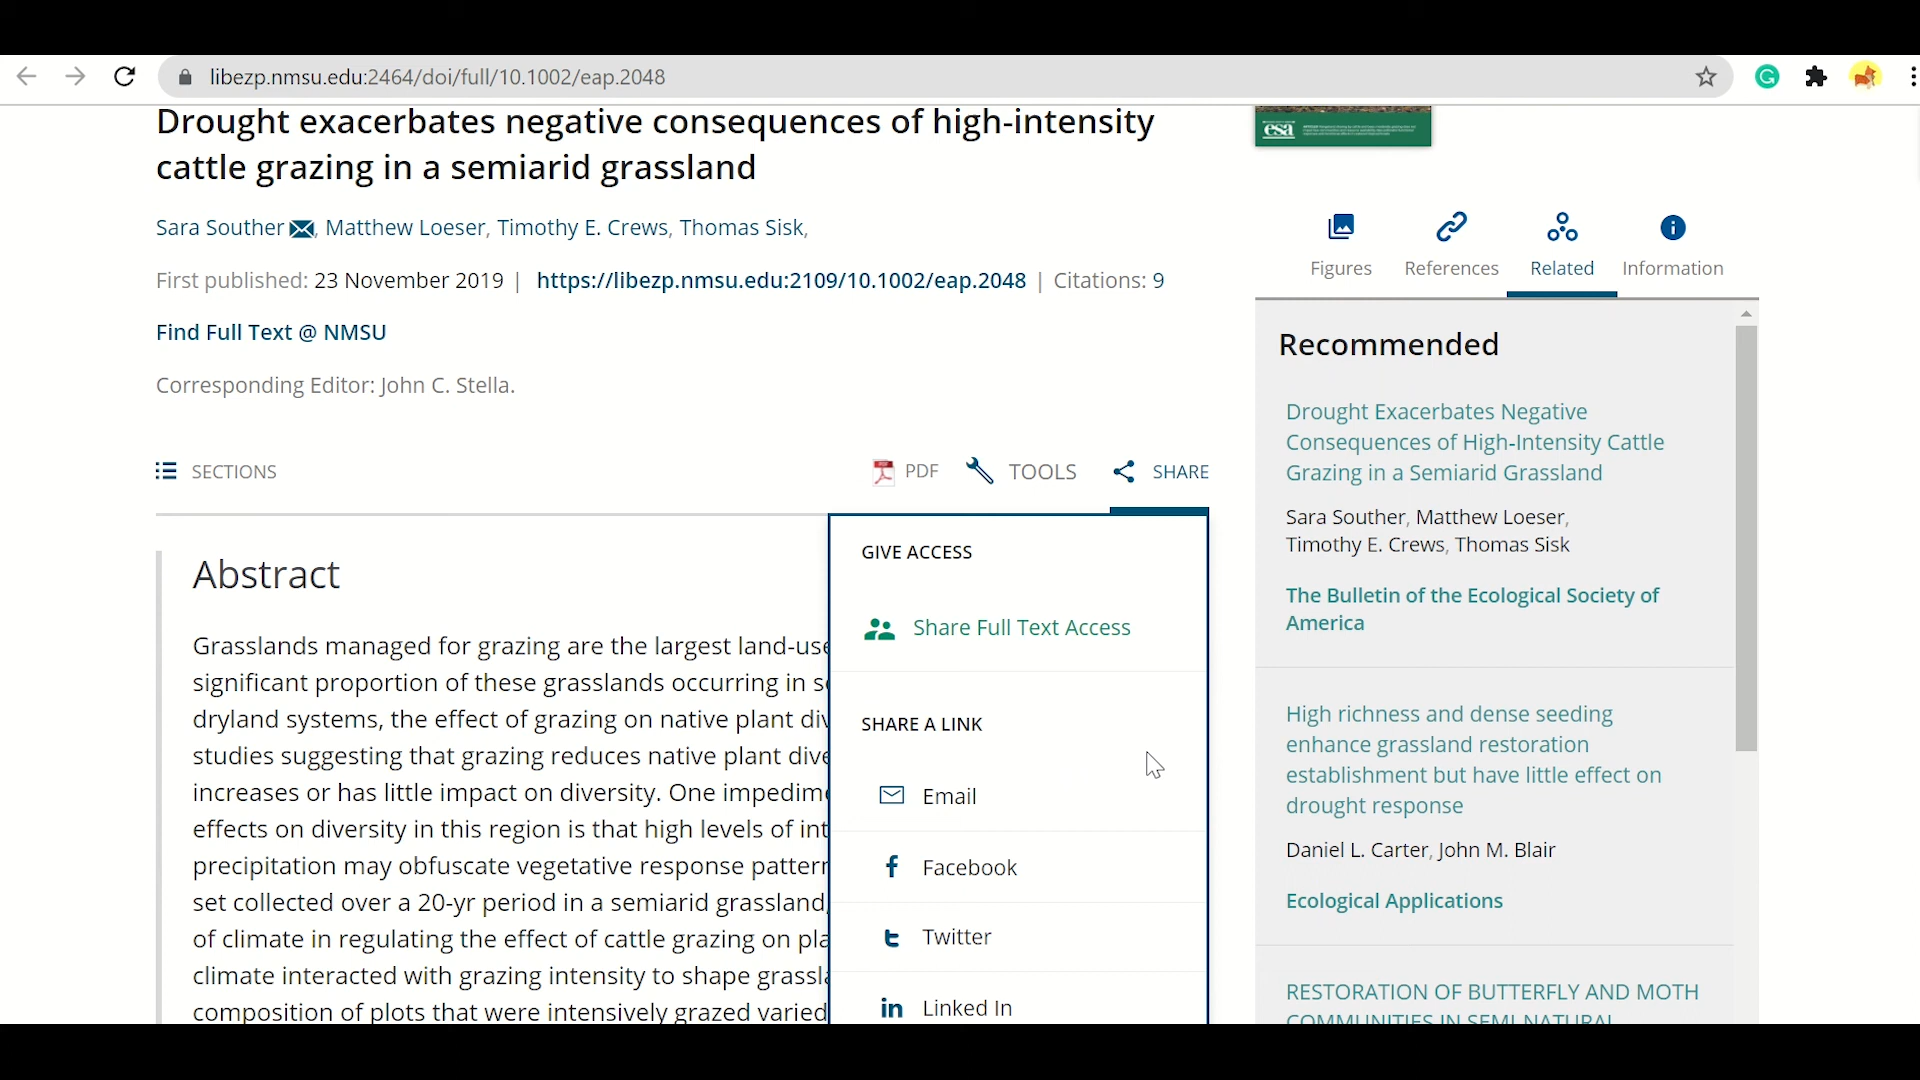 libezp.nmsu.edu:2464/doi/full/10.1002/eap.2048
Drought exacerbates negative consequences of high-intensity
cattle grazing in a semiarid grassland
Sara Souther, Matthew Loeser, Timothy E. Crews, Thomas Sisk,
First published: 23 November 2019 | https://libezp.nmsu.edu:2109/10.1002/eap.2048 | Citations: 9
Find Full Text @ NMSU
Corresponding Editor: John C. Stella.
SECTIONS
PDF
TOOLS
SHARE
Abstract
Grasslands managed for grazing are the largest land-use
significant proportion of these grasslands occurring in
dryland systems, the effect of grazing on native plant
studies suggesting that grazing reduces native plant
increases or has little impact on diversity. One
effects on diversity in this region is that high levels of
precipitation may obfuscate vegetative response
set collected over a 20-yr period in a semiarid grassland,
of climate in regulating the effect of cattle grazing on
climate interacted with grazing intensity to shape
composition of plots that were intensively grazed varied
GIVE ACCESS
Share Full Text Access
SHARE A LINK
Email
Facebook
Twitter
Linked In
esa
Figures
References
Related
Information
Recommended
Drought Exacerbates Negative
Consequences of High-Intensity Cattle
Grazing in a Semiarid Grassland
Sara Souther, Matthew Loeser,
Timothy E. Crews, Thomas Sisk
The Bulletin of the Ecological Society of
America
High richness and dense seeding
enhance grassland restoration
establishment but have little effect on
drought response
Daniel L. Carter, John M. Blair
Ecological Applications
RESTORATION OF BUTTERFLY AND MOTH
COMMUNITIES IN SEMI-NATURAL